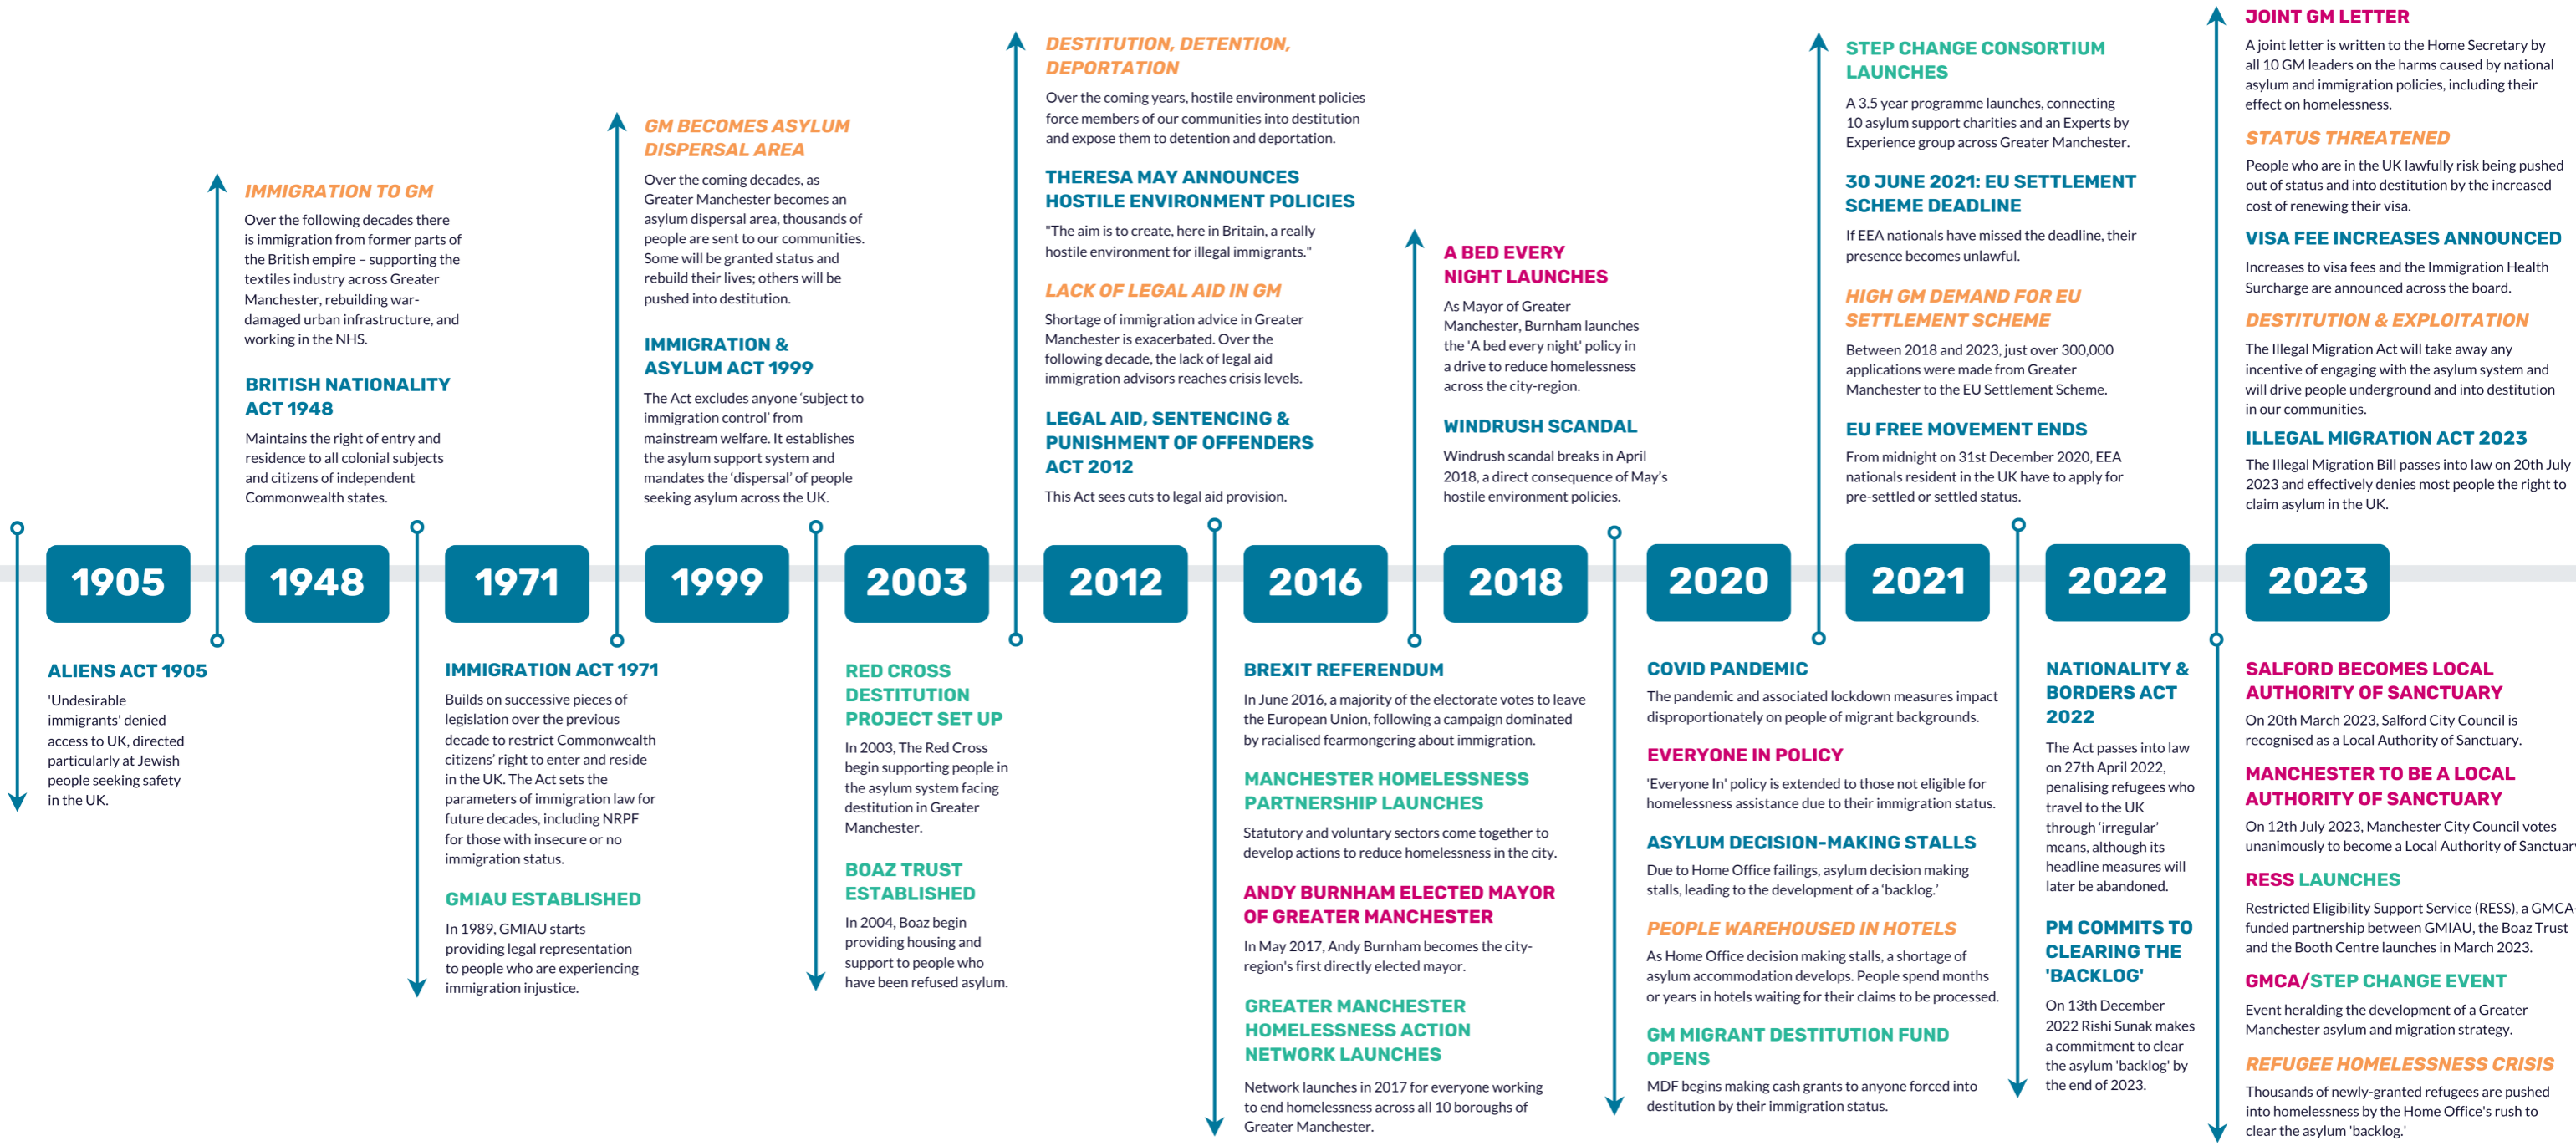 IMMIGRATION TO GM
Over the following decades there
is immigration from former parts of
the British empire – supporting the
textiles industry across Greater
Manchester, rebuilding war-
damaged urban infrastructure, and
working in the NHS.
BRITISH NATIONALITY
ACT 1948
Maintains the right of entry and
residence to all colonial subjects
and citizens of independent
Commonwealth states.
GM BECOMES ASYLUM
DISPERSAL AREA
Over the coming decades, as
Greater Manchester becomes an
asylum dispersal area, thousands of
people are sent to our communities.
Some will be granted status and
rebuild their lives; others will be
pushed into destitution.
IMMIGRATION &
ASYLUM ACT 1999
The Act excludes anyone ‘subject to
immigration control’ from
mainstream welfare. It establishes
the asylum support system and
mandates the ‘dispersal’ of people
seeking asylum across the UK.
DESTITUTION, DETENTION,
DEPORTATION
Over the coming years, hostile environment policies
force members of our communities into destitution
and expose them to detention and deportation.
THERESA MAY ANNOUNCES
HOSTILE ENVIRONMENT POLICIES
"The aim is to create, here in Britain, a really
hostile environment for illegal immigrants."
LACK OF LEGAL AID IN GM
Shortage of immigration advice in Greater
Manchester is exacerbated. Over the
following decade, the lack of legal aid
immigration advisors reaches crisis levels.
LEGAL AID, SENTENCING &
PUNISHMENT OF OFFENDERS
ACT 2012
This Act sees cuts to legal aid provision.
A BED EVERY
NIGHT LAUNCHES
As Mayor of Greater
Manchester, Burnham launches
the 'A bed every night' policy in
a drive to reduce homelessness
across the city-region.
WINDRUSH SCANDAL
Windrush scandal breaks in April
2018, a direct consequence of May’s
hostile environment policies.
STEP CHANGE CONSORTIUM
LAUNCHES
A 3.5 year programme launches, connecting
10 asylum support charities and an Experts by
Experience group across Greater Manchester.
30 JUNE 2021: EU SETTLEMENT
SCHEME DEADLINE
If EEA nationals have missed the deadline, their
presence becomes unlawful.
HIGH GM DEMAND FOR EU
SETTLEMENT SCHEME
Between 2018 and 2023, just over 300,000
applications were made from Greater
Manchester to the EU Settlement Scheme.
EU FREE MOVEMENT ENDS
From midnight on 31st December 2020, EEA
nationals resident in the UK have to apply for
pre-settled or settled status.
JOINT GM LETTER
A joint letter is written to the Home Secretary by
all 10 GM leaders on the harms caused by national
asylum and immigration policies, including their
effect on homelessness.
STATUS THREATENED
People who are in the UK lawfully risk being pushed
out of status and into destitution by the increased
cost of renewing their visa.
VISA FEE INCREASES ANNOUNCED
Increases to visa fees and the Immigration Health
Surcharge are announced across the board.
DESTITUTION & EXPLOITATION
The Illegal Migration Act will take away any
incentive of engaging with the asylum system and
will drive people underground and into destitution
in our communities.
ILLEGAL MIGRATION ACT 2023
The Illegal Migration Bill passes into law on 20th July
2023 and effectively denies most people the right to
claim asylum in the UK.
1905
1948
1971
1999
2003
2012
2016
2018
2020
2021
2022
2023
ALIENS ACT 1905
'Undesirable
immigrants' denied
access to UK, directed
particularly at Jewish
people seeking safety
in the UK.
IMMIGRATION ACT 1971
Builds on successive pieces of
legislation over the previous
decade to restrict Commonwealth
citizens’ right to enter and reside
in the UK. The Act sets the
parameters of immigration law for
future decades, including NRPF
for those with insecure or no
immigration status.
GMIAU ESTABLISHED
In 1989, GMIAU starts
providing legal representation
to people who are experiencing
immigration injustice.
RED CROSS
DESTITUTION
PROJECT SET UP
In 2003, The Red Cross
begin supporting people in
the asylum system facing
destitution in Greater
Manchester.
BOAZ TRUST
ESTABLISHED
In 2004, Boaz begin
providing housing and
support to people who
have been refused asylum.
BREXIT REFERENDUM
In June 2016, a majority of the electorate votes to leave
the European Union, following a campaign dominated
by racialised fearmongering about immigration.
MANCHESTER HOMELESSNESS
PARTNERSHIP LAUNCHES
Statutory and voluntary sectors come together to
develop actions to reduce homelessness in the city.
ANDY BURNHAM ELECTED MAYOR
OF GREATER MANCHESTER
In May 2017, Andy Burnham becomes the city-
region's first directly elected mayor.
GREATER MANCHESTER
HOMELESSNESS ACTION
NETWORK LAUNCHES
Network launches in 2017 for everyone working
to end homelessness across all 10 boroughs of
Greater Manchester.
COVID PANDEMIC
The pandemic and associated lockdown measures impact
disproportionately on people of migrant backgrounds.
EVERYONE IN POLICY
'Everyone In' policy is extended to those not eligible for
homelessness assistance due to their immigration status.
ASYLUM DECISION-MAKING STALLS
Due to Home Office failings, asylum decision making
stalls, leading to the development of a ‘backlog.’
PEOPLE WAREHOUSED IN HOTELS
As Home Office decision making stalls, a shortage of
asylum accommodation develops. People spend months
or years in hotels waiting for their claims to be processed.
GM MIGRANT DESTITUTION FUND
OPENS
MDF begins making cash grants to anyone forced into
destitution by their immigration status.
NATIONALITY &
BORDERS ACT
2022
The Act passes into law
on 27th April 2022,
penalising refugees who
travel to the UK
through ‘irregular’
means, although its
headline measures will
later be abandoned.
PM COMMITS TO
CLEARING THE
'BACKLOG'
On 13th December
2022 Rishi Sunak makes
a commitment to clear
the asylum 'backlog' by
the end of 2023.
SALFORD BECOMES LOCAL
AUTHORITY OF SANCTUARY
On 20th March 2023, Salford City Council is
recognised as a Local Authority of Sanctuary.
MANCHESTER TO BE A LOCAL
AUTHORITY OF SANCTUARY
On 12th July 2023, Manchester City Council votes
unanimously to become a Local Authority of Sanctuar
RESS LAUNCHES
Restricted Eligibility Support Service (RESS), a GMCA-
funded partnership between GMIAU, the Boaz Trust
and the Booth Centre launches in March 2023.
GMCA/STEP CHANGE EVENT
Event heralding the development of a Greater
Manchester asylum and migration strategy.
REFUGEE HOMELESSNESS CRISIS
Thousands of newly-granted refugees are pushed
into homelessness by the Home Office's rush to
clear the asylum 'backlog.'